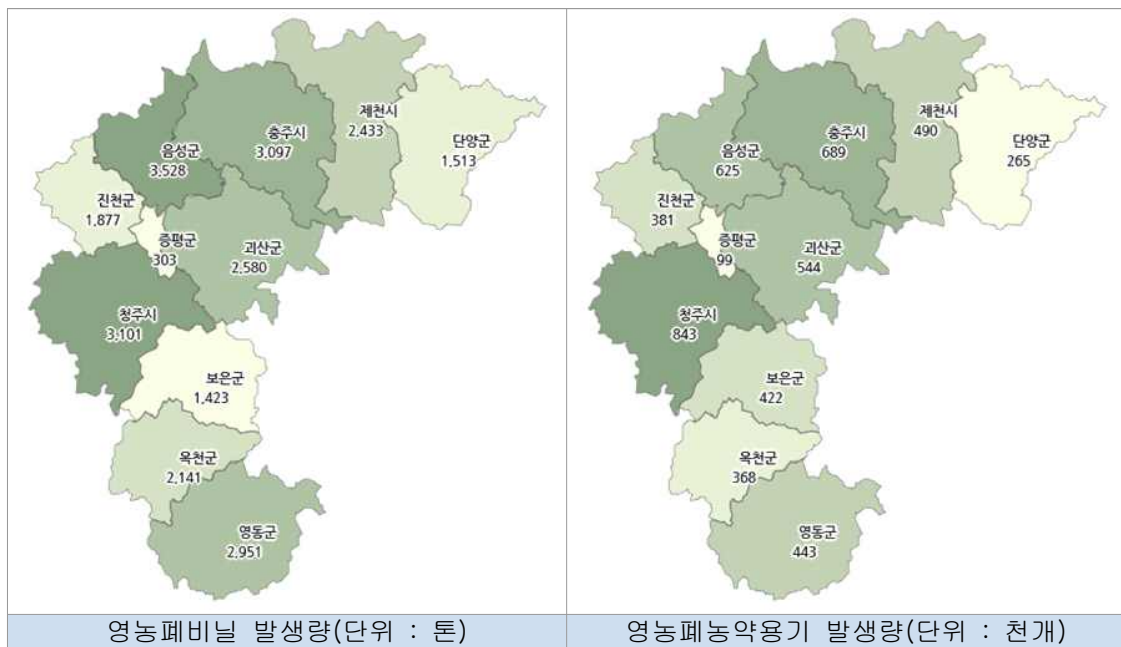 제천시
2,433
단양군
1,513
충주시
3,097
음성군
3,528
진천군
1,877
증평군
303
괴산군
2,580
청주시
3,101
보은군
1,423
옥천군
2,141
영동군
2,951
영농폐비닐 발생량(단위 : 톤)
제천시
490
단양군
265
충주시
689
음성군
625
진천군
381
증평군
99
괴산군
544
청주시
843
보은군
422
옥천군
368
영동군
443
영농폐농약용기 발생량(단위 : 천개)